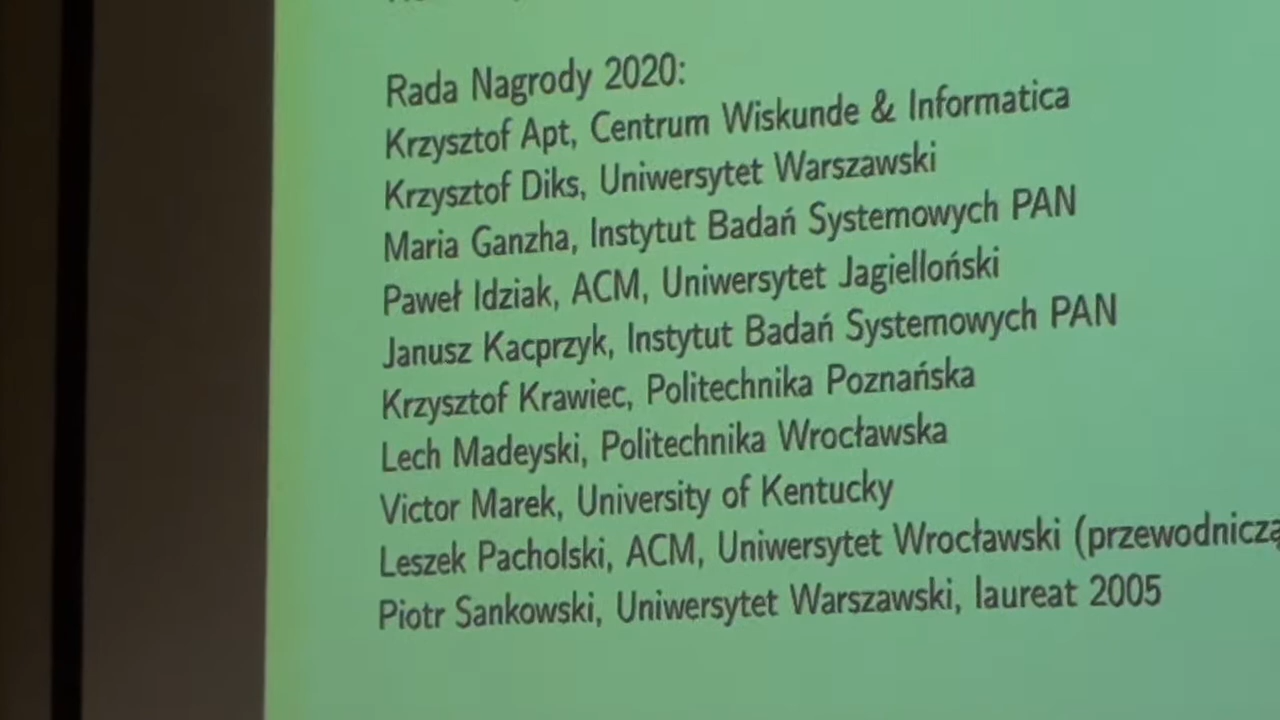 Rada Nagrody 2020:
Krzysztof Apt, Centrum Wiskunde & Informatica
Krzysztof Diks, Uniwersytet Warszawski
Maria Ganzha, Instytut Badań Systemowych PAN
Paweł Idziak, ACM, Uniwersytet Jagielloński
Janusz Kacprzyk, Instytut Badań Systemowych PAN
Krzysztof Krawiec, Politechnika Poznańska
Lech Madeyski, Politechnika Wrocławska
Victor Marek, University of Kentucky
Leszek Pacholski, ACM, Uniwersytet Wrocławski (przewodniczą
Piotr Sankowski, Uniwersytet Warszawski, laureat 2005